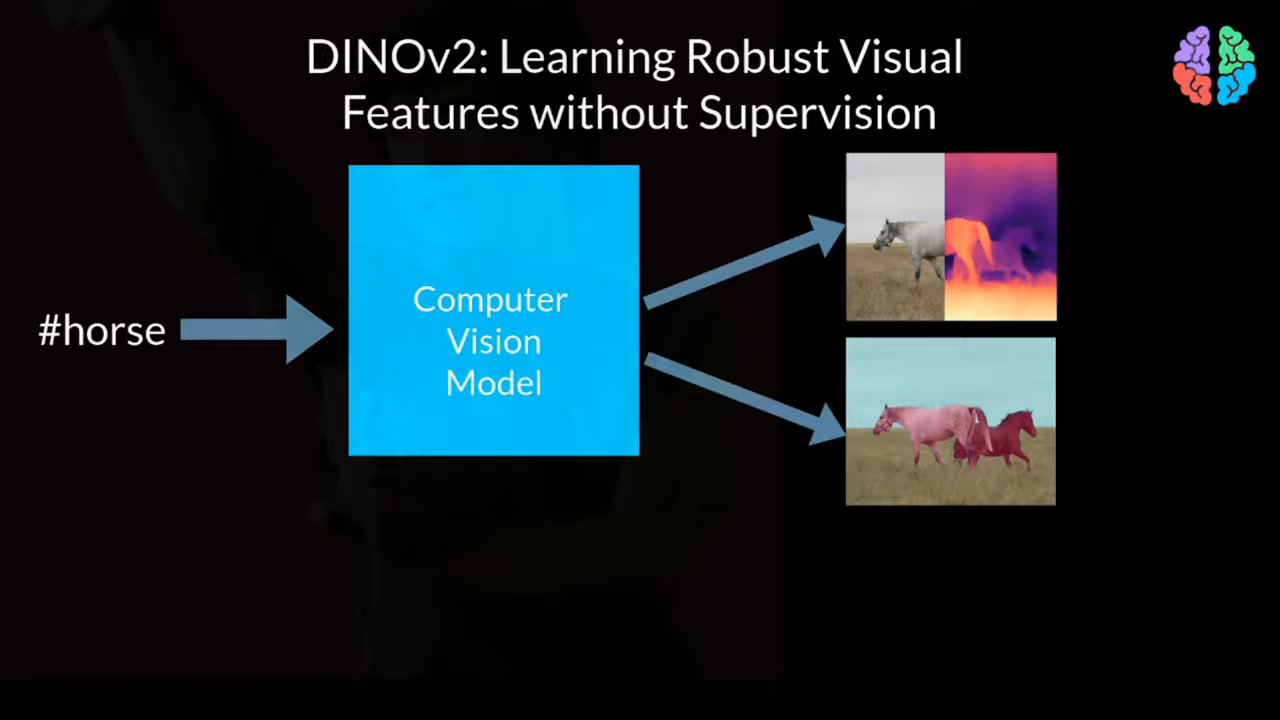 DINOv2: Learning Robust Visual
Features without Supervision
#horse
Computer
Vision
Model